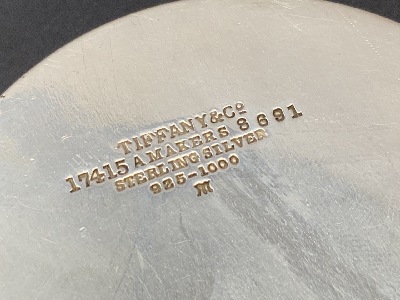 TIFFANY & Co
17415 A MAKERS 8691
STERLING SILVER
925-1000
M